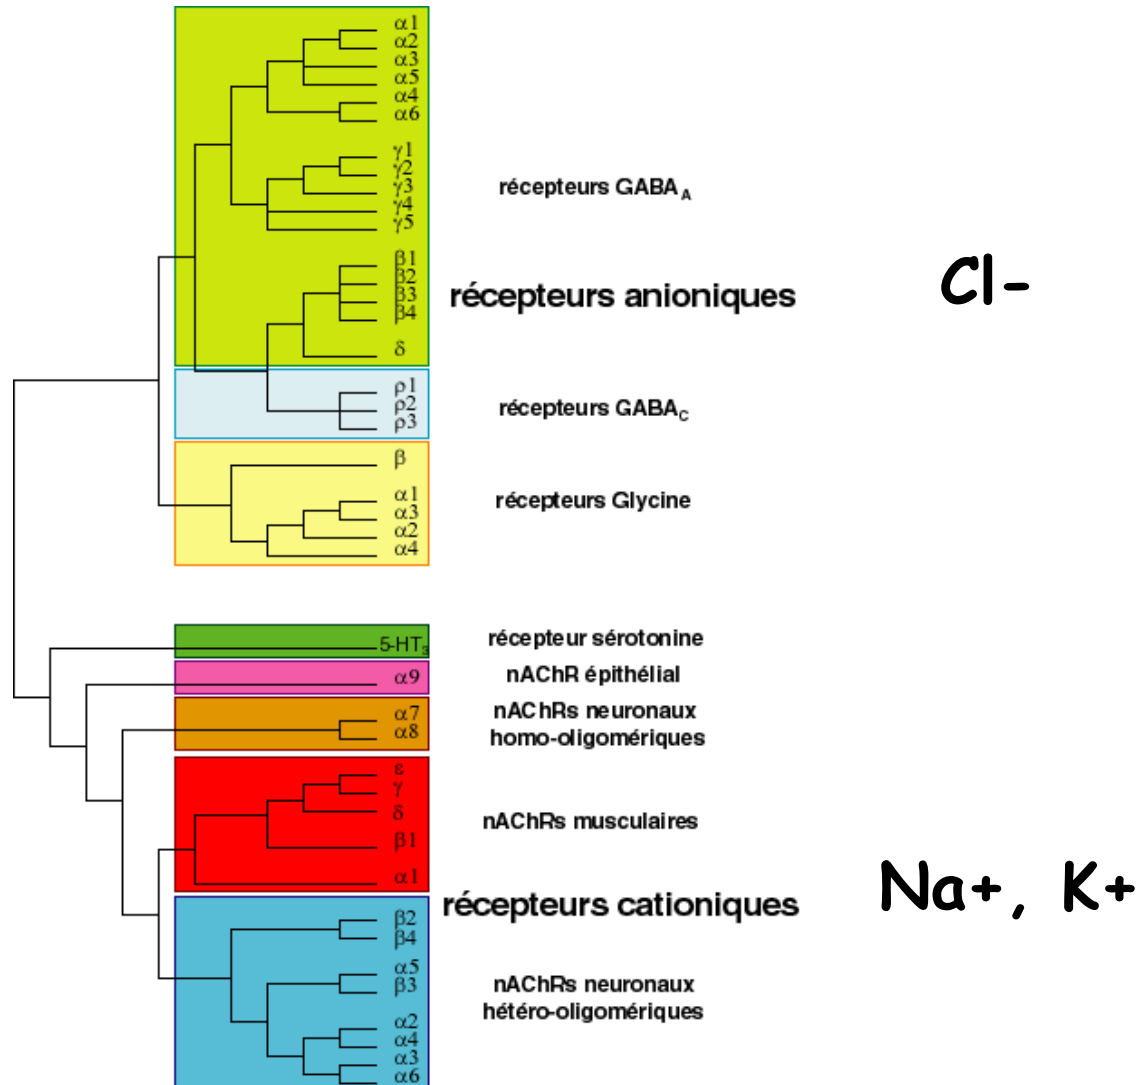 α1
α2
α3
α5
α4
α6
γ1
γ2
γ3
γ4
γ5
récepteurs GABA A
β1
β2
β3
β4
récepteurs anioniques
Cl-
δ
ρ1
ρ2
ρ3
récepteurs GABA C
β
α1
α3
α2
α4
récepteurs Glycine
5-HT3
récepteur sérotonine
α9
nAChR épithélial
α7
α8
nAChRs neuronaux
homo-oligomériques
ε
γ
δ
β1
α1
nAChRs musculaires
récepteurs cationiques
Na+, K+
β2
β4
α5
β3
nAChRs neuronaux
hétéro-oligomériques
α2
α4
α3
α6